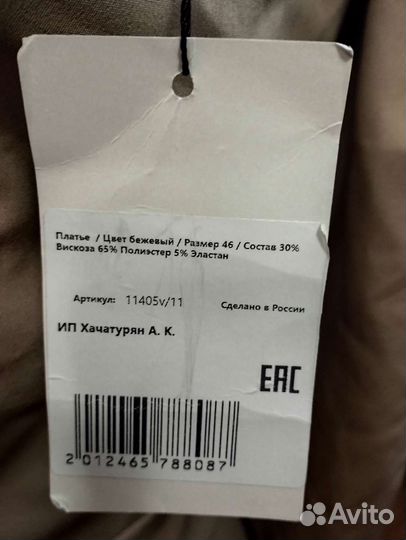 Платье / Цвет бежевый / Размер 46 / Состав 30%
Вискоза 65% Полиэстер 5% Эластан
Артикул: 11405v/11 Сделано в России
ИП Хачатурян А. К.
EAC
2 012465 788087
Avito